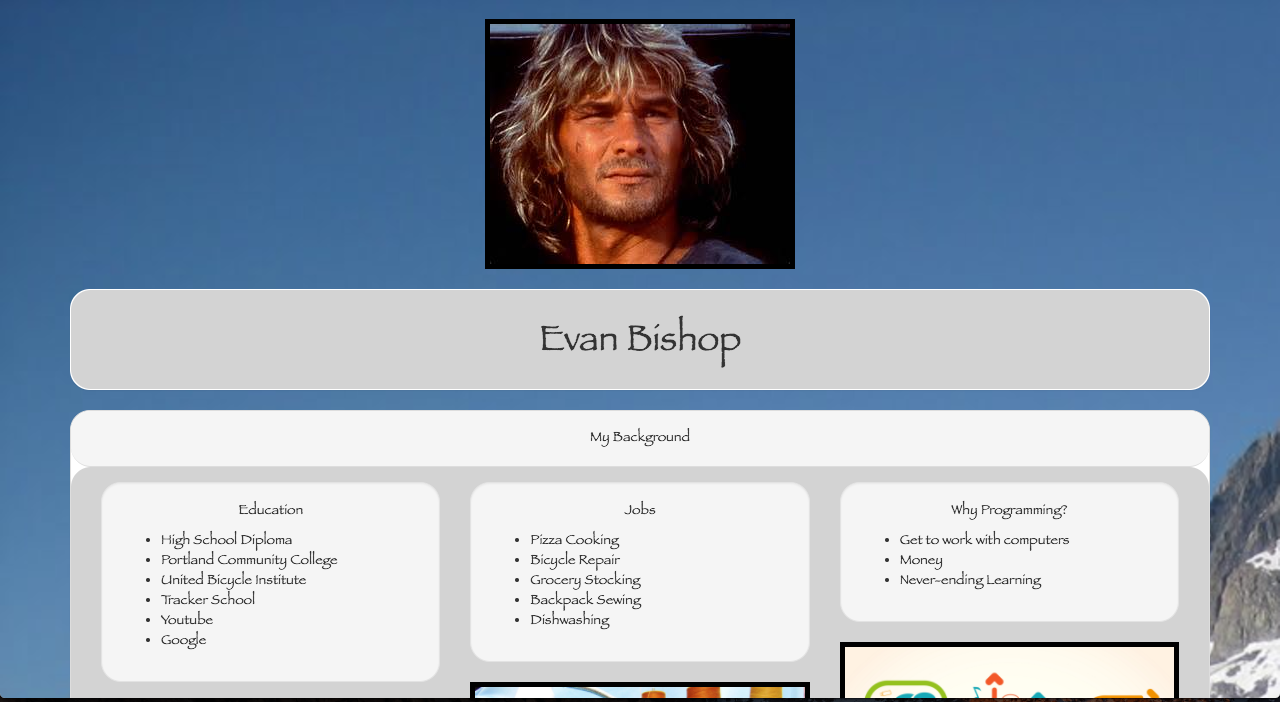 Evan Bishop
My Background
Education
High School Diploma
Portland Community College
United Bicycle Institute
Tracker School
Youtube
Google
Jobs
Pizza Cooking
Bicycle Repair
Grocery Stocking
Backpack Sewing
Dishwashing
Why Programming?
Get to work with computers
Money
Never-ending Learning